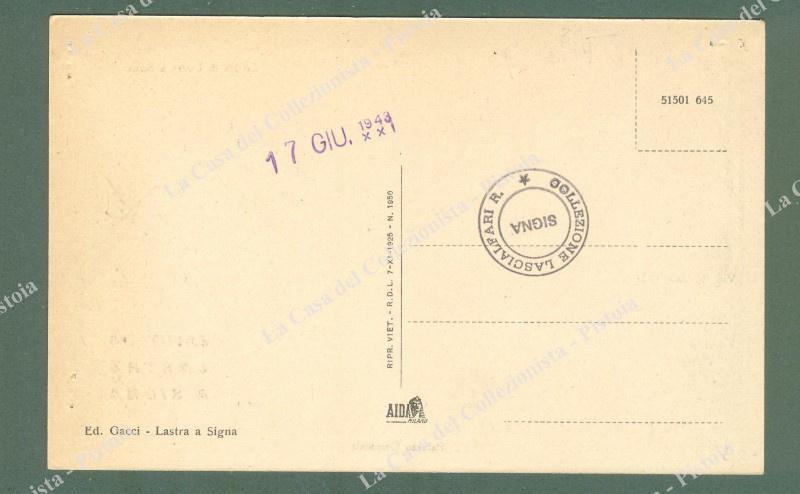 51501 645
17 GIU. 1943 XXI
COLLEZIONE LASCIALFARI R. ★
SIGNA
RIPR. VIET. - R.D.L. 7-XI-1925 - N. 1950
AIDA
MILANO
Ed. Gacci - Lastra a Signa
La Casa del Collezionista - Pistoia